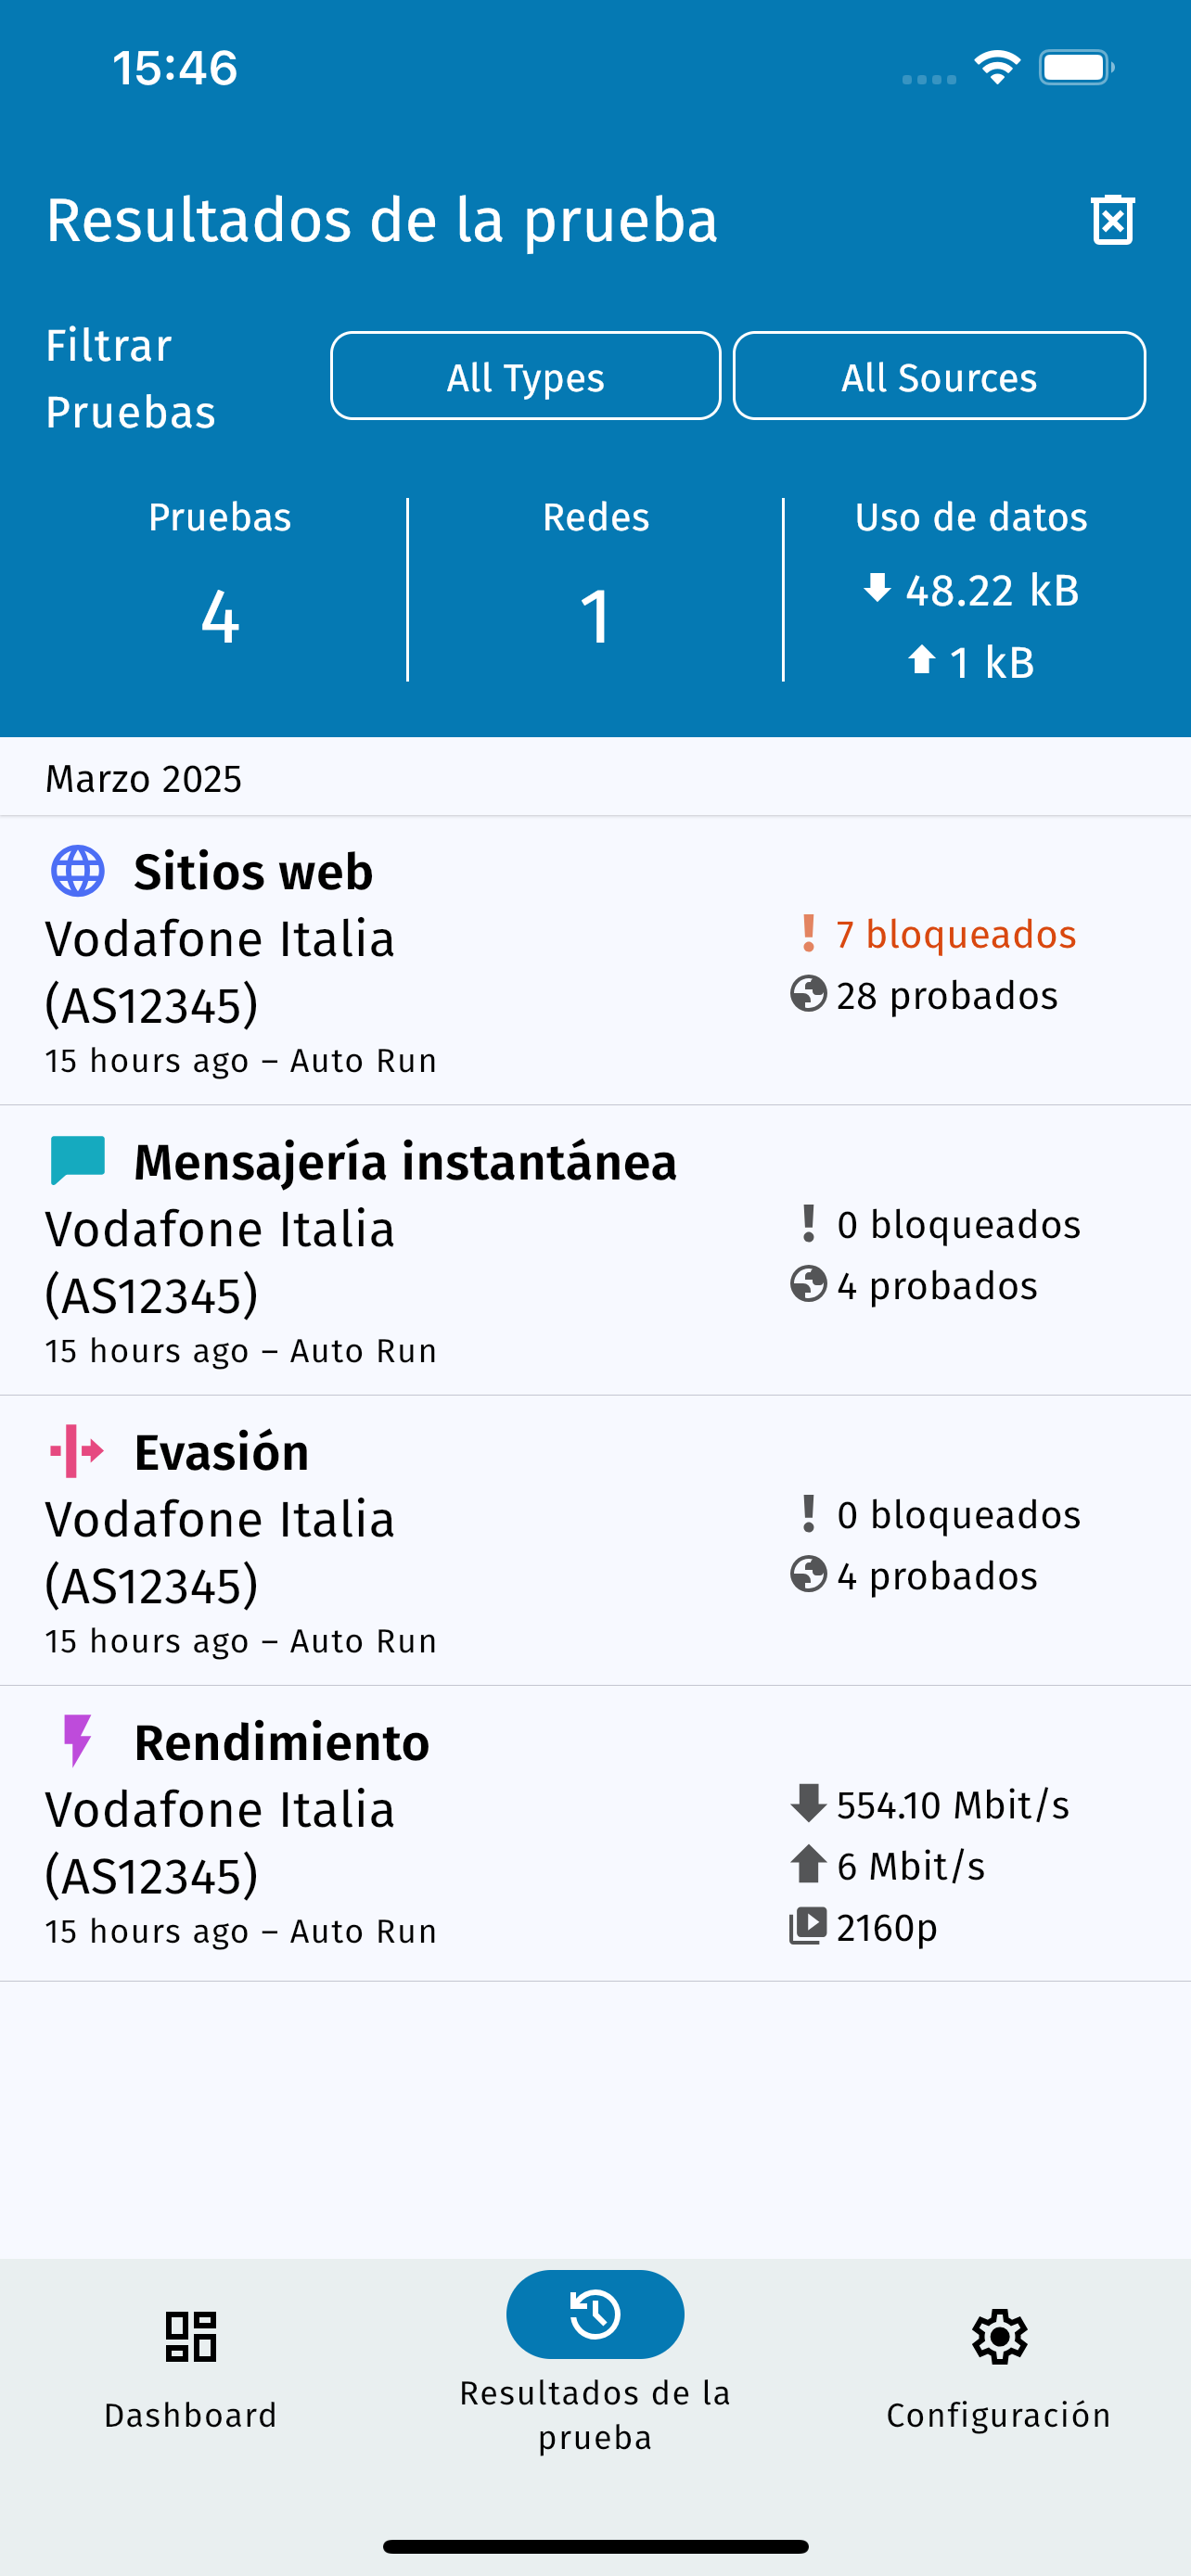 15:46
Resultados de la prueba
Filtrar
Pruebas
All Types
All Sources
Pruebas
4
Redes
1
Uso de datos
48.22 kB
1 kB
Marzo 2025
Sitios web
Vodafone Italia
(AS12345)
15 hours ago – Auto Run
7 bloqueados
28 probados
Mensajería instantánea
Vodafone Italia
(AS12345)
15 hours ago – Auto Run
0 bloqueados
4 probados
Evasión
Vodafone Italia
(AS12345)
15 hours ago – Auto Run
0 bloqueados
4 probados
Rendimiento
Vodafone Italia
(AS12345)
15 hours ago – Auto Run
554.10 Mbit/s
6 Mbit/s
2160p
Dashboard
Resultados de la
prueba
Configuración